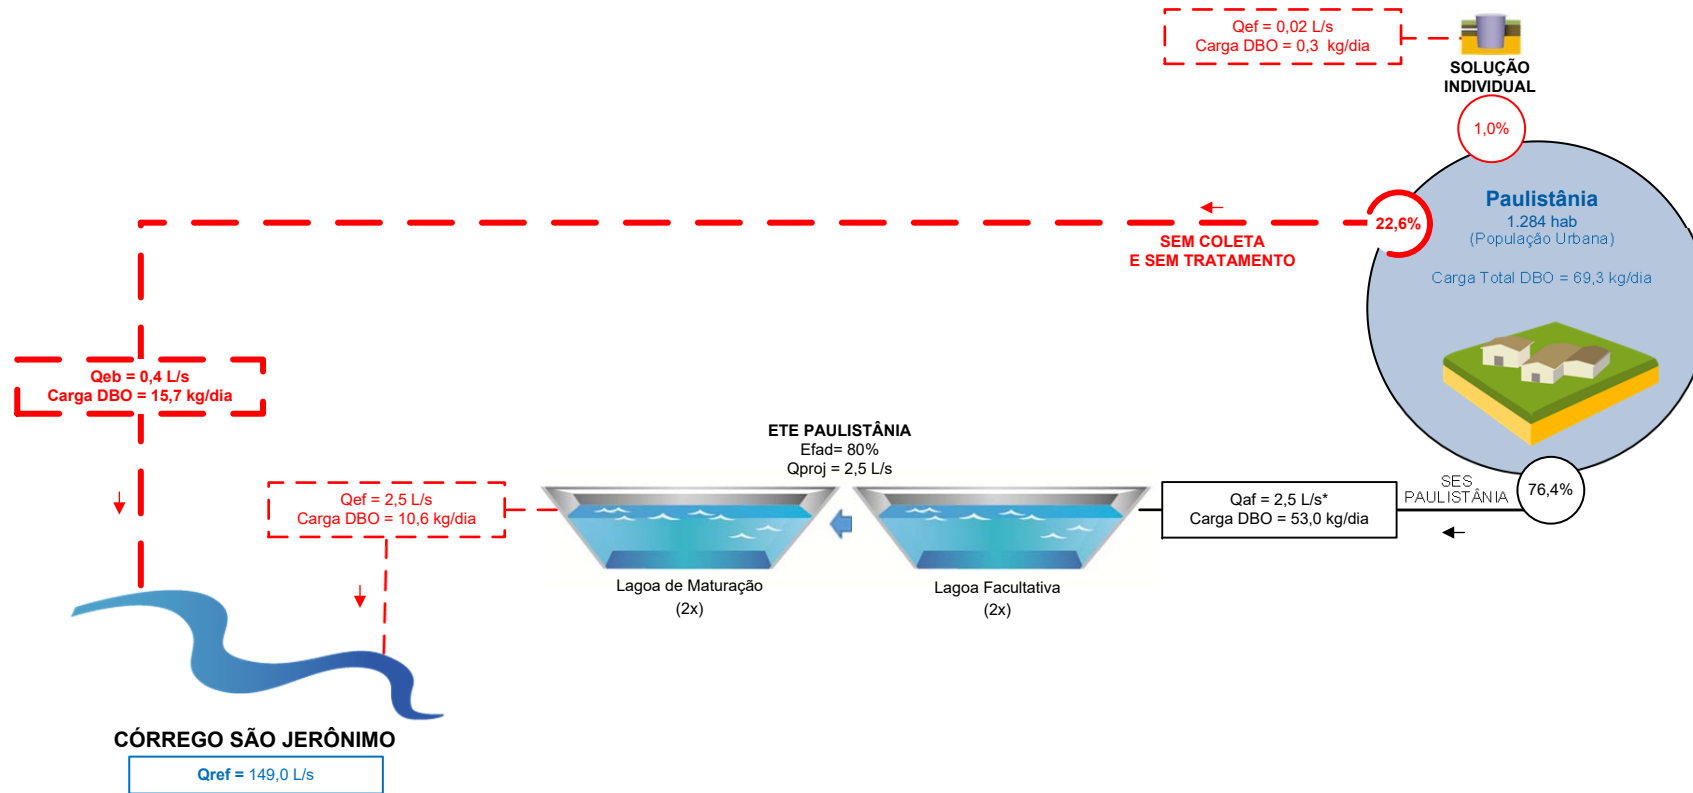 Qef = 0,02 L/s
Carga DBO = 0,3 kg/dia
SOLUÇÃO
INDIVIDUAL
1,0%
Paulistânia
1.284 hab
(População Urbana)
Carga Total DBO = 69,3 kg/dia
22,6%
SEM COLETA
E SEM TRATAMENTO
Qeb = 0,4 L/s
Carga DBO = 15,7 kg/dia
ETE PAULISTÂNIA
Efad= 80%
Qproj = 2,5 L/s
Qef = 2,5 L/s
Carga DBO = 10,6 kg/dia
Qaf = 2,5 L/s*
Carga DBO = 53,0 kg/dia
SES
PAULISTÂNIA
76,4%
Lagoa de Maturação
(2x)
Lagoa Facultativa
(2x)
CÓRREGO SÃO JERÔNIMO
Qref = 149,0 L/s